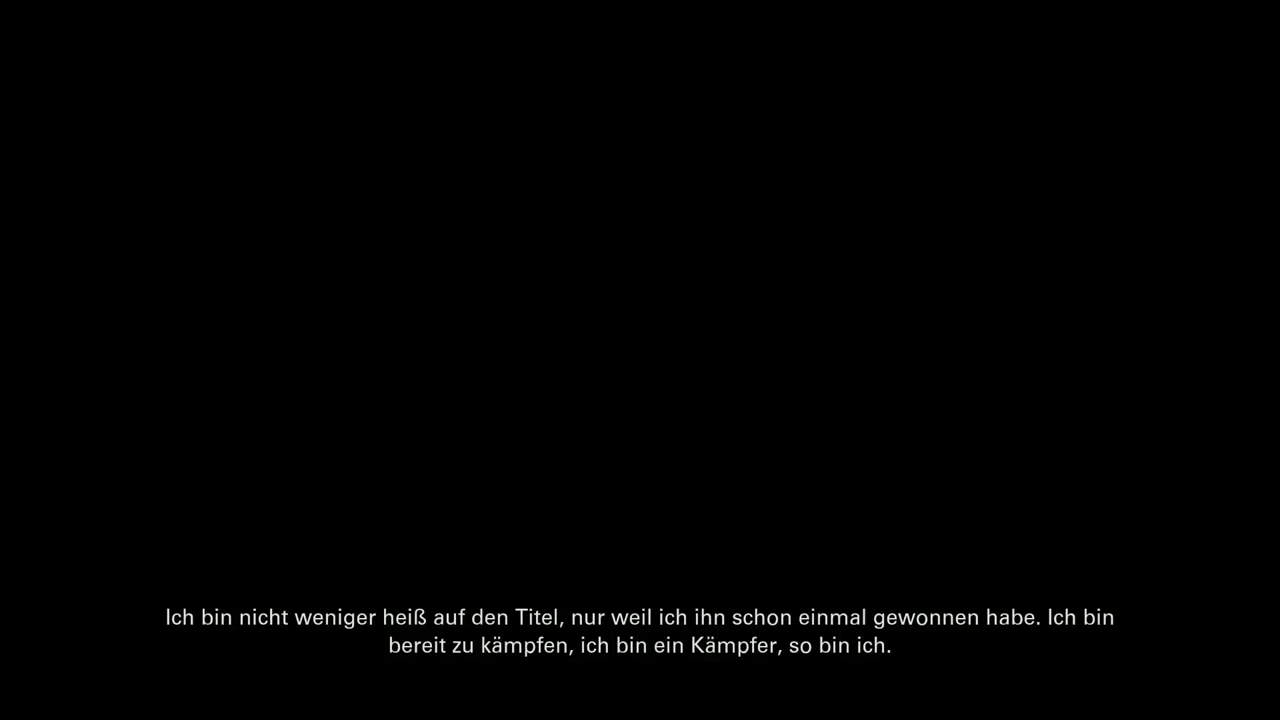 Ich bin nicht weniger heiß auf den Titel, nur weil ich ihn schon einmal gewonnen habe. Ich bin
bereit zu kämpfen, ich bin ein Kämpfer, so bin ich.